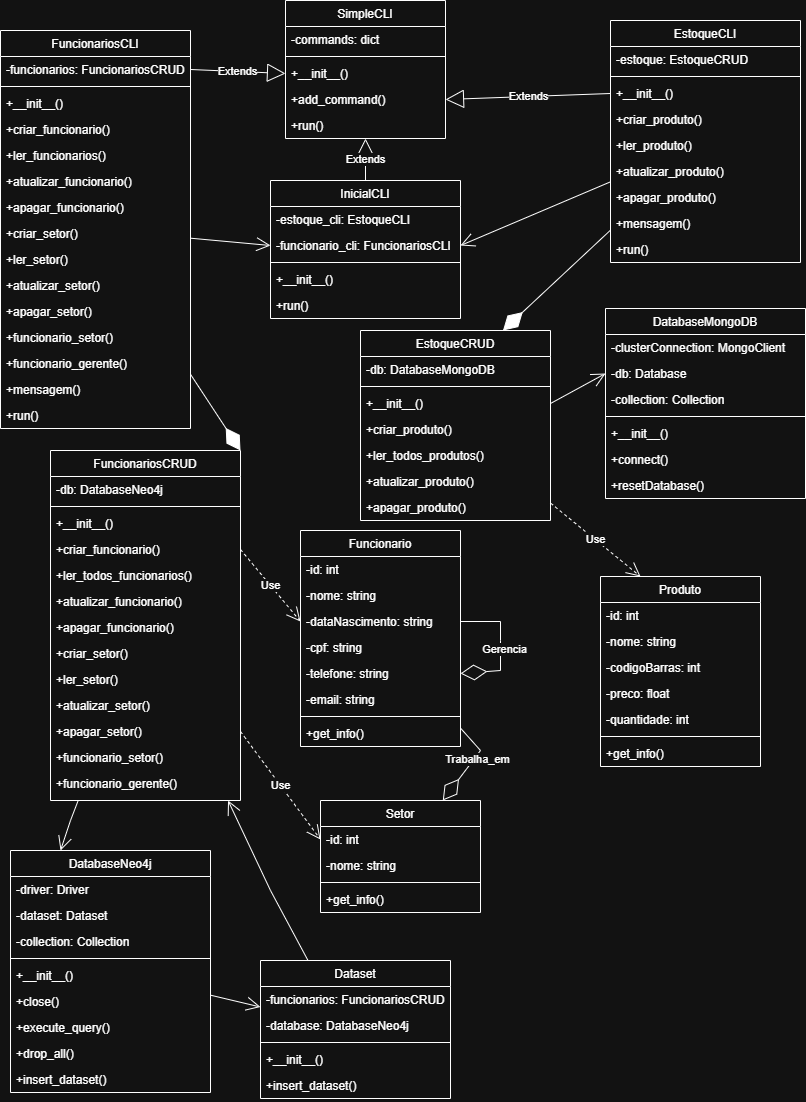 SimpleCLI
-commands: dict
+__init__()
+add_command()
+run()
FuncionariosCLI
-funcionarios: FuncionariosCRUD
+__init__()
+criar_funcionario()
+ler_funcionarios()
+atualizar_funcionario()
+apagar_funcionario()
+criar_setor()
+ler_setor()
+atualizar_setor()
+apagar_setor()
+funcionario_setor()
+funcionario_gerente()
+mensagem()
+run()
Extends
EstoqueCLI
-estoque: EstoqueCRUD
+__init__()
+criar_produto()
+ler_produto()
+atualizar_produto()
+apagar_produto()
+mensagem()
+run()
Extends
Extends
InicialCLI
-estoque_cli: EstoqueCLI
-funcionario_cli: FuncionariosCLI
+__init__()
+run()
EstoqueCRUD
-db: DatabaseMongoDB
+__init__()
+criar_produto()
+ler_todos_produtos()
+atualizar_produto()
+apagar_produto()
DatabaseMongoDB
-clusterConnection: MongoClient
-db: Database
-collection: Collection
+__init__()
+connect()
+resetDatabase()
Use
FuncionariosCRUD
-db: DatabaseNeo4j
+__init__()
+criar_funcionario()
+ler_todos_funcionarios()
+atualizar_funcionario()
+apagar_funcionario()
+criar_setor()
+ler_setor()
+atualizar_setor()
+apagar_setor()
+funcionario_setor()
+funcionario_gerente()
Use
Funcionario
-id: int
-nome: string
-dataNascimento: string
-cpf: string
-telefone: string
-email: string
+get_info()
Gerencia
Produto
-id: int
-nome: string
-codigoBarras: int
-preco: float
-quantidade: int
+get_info()
Trabalha_em
Use
Setor
-id: int
-nome: string
+get_info()
DatabaseNeo4j
-driver: Driver
-dataset: Dataset
-collection: Collection
+__init__()
+close()
+execute_query()
+drop_all()
+insert_dataset()
Dataset
-funcionarios: FuncionariosCRUD
-database: DatabaseNeo4j
+__init__()
+insert_dataset()